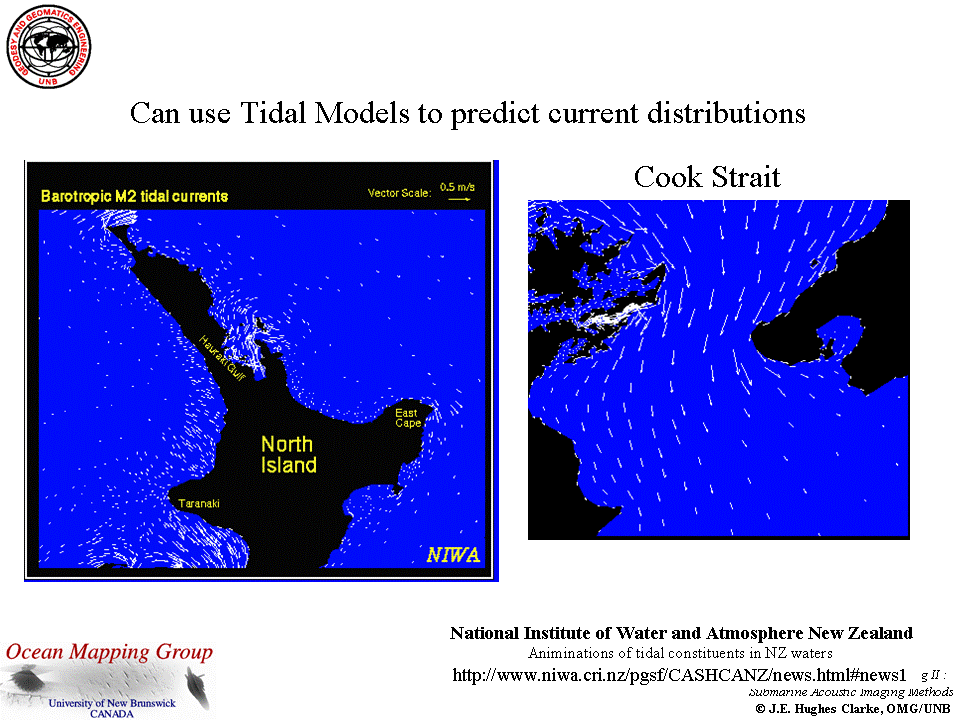 GEODESY AND GEOMATICS ENGINEERING
UNB
Can use Tidal Models to predict current distributions
Cook Strait
Barotropic M2 tidal currents
Vector Scale:
0.5 m/s
Hauraki Gulf
East
Cape
North
Island
Taranaki
NIWA
National Institute of Water and Atmosphere New Zealand
Animinations of tidal constituents in NZ waters
http://www.niwa.cri.nz/pgsf/CASHCANZ/news.html#news1
g II :
Submarine Acoustic Imaging Methods
© J.E. Hughes Clarke, OMG/UNB
Ocean Mapping Group
University of New Brunswick
CANADA